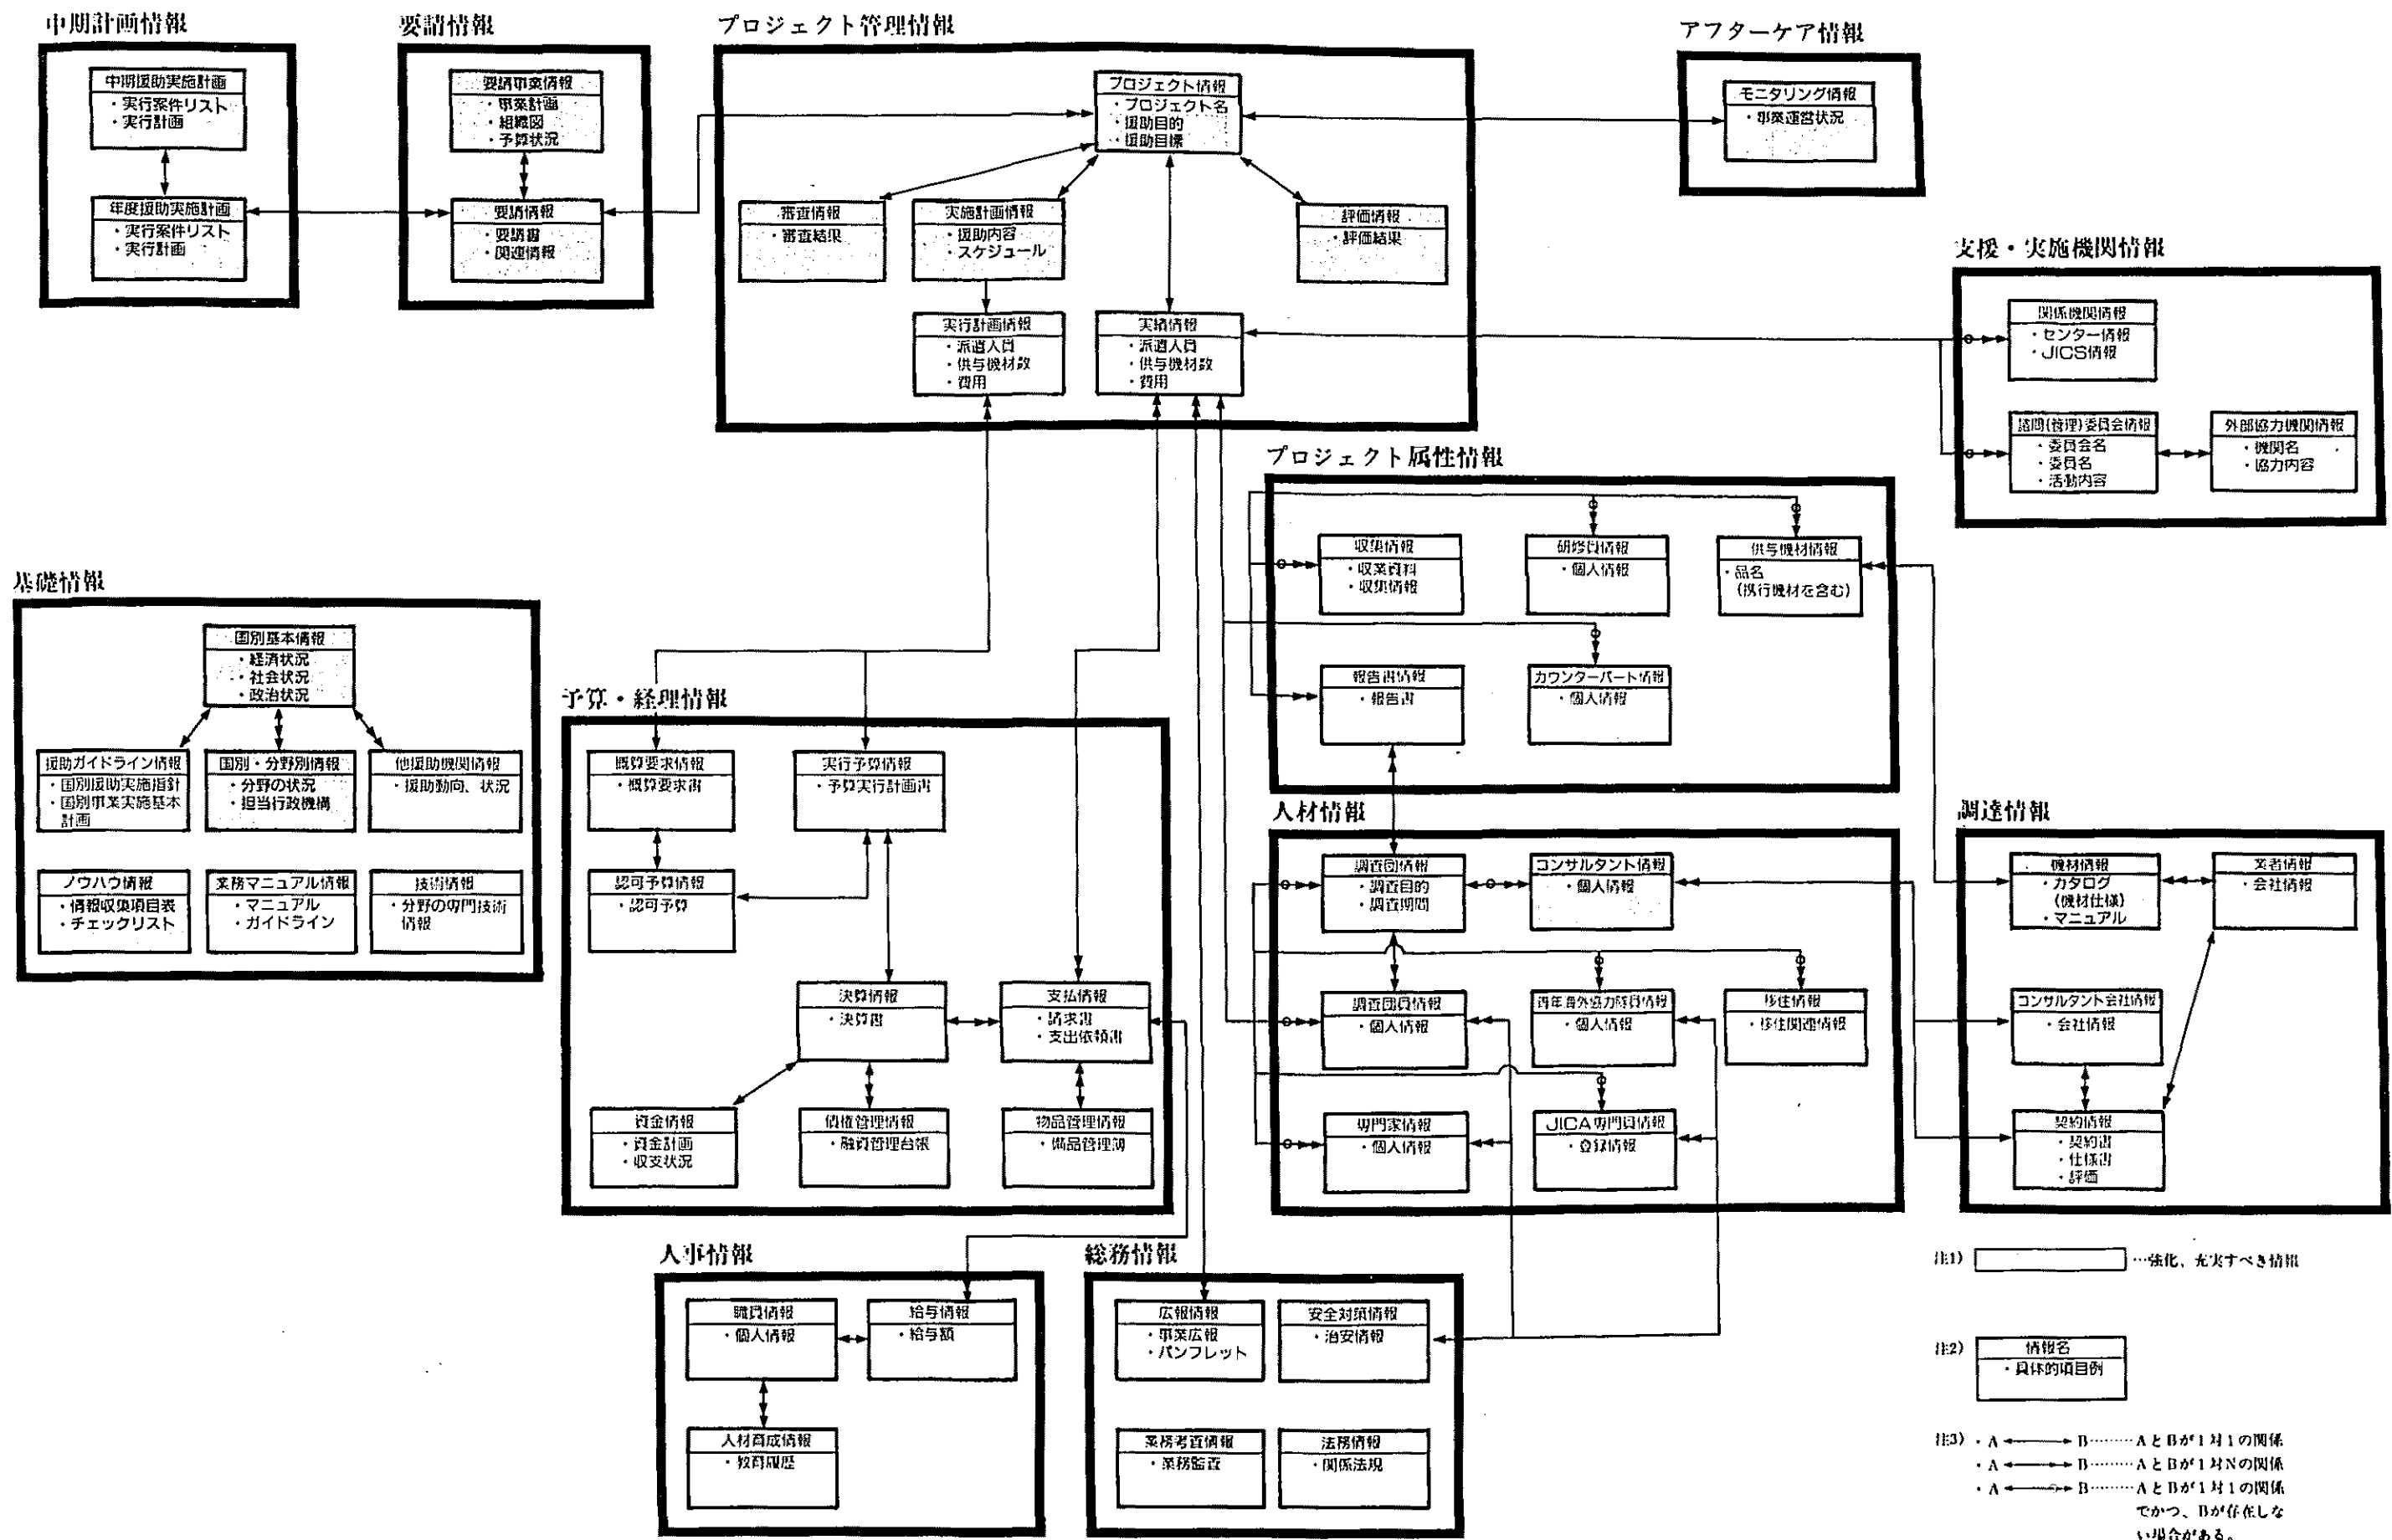 中期計画情報
中期援助実施計画
・実行案件リスト
・実行計画
年度援助実施計画
・実行案件リスト
・実行計画
要請情報
要請事業情報
・事業計画
・組織図
・予算状況
要請情報
・要請書
・関連情報
プロジェクト管理情報
プロジェクト情報
・プロジェクト名
・援助目的
・援助目標
審査情報
・審査結果
実施計画情報
・援助内容
・スケジュール
評価情報
・評価結果
実行計画情報
・派遣人員
・供与機材数
・費用
実績情報
・派遣人員
・供与機材数
・費用
アフターケア情報
モニタリング情報
・事業運営状況
支援・実施機関情報
関係機関情報
・センター情報
・JICS情報
諮問(管理)委員会情報
・委員会名
・委員名
・活動内容
外部協力機関情報
・機関名
・協力内容
プロジェクト属性情報
収集情報
・収集資料
・収集情報
研修員情報
・個人情報
供与機材情報
・品名
(携行機材を含む)
報告書情報
・報告書
カウンターパート情報
・個人情報
基礎情報
国別基本情報
・経済状況
・社会状況
・政治状況
援助ガイドライン情報
・国別援助実施指針
・国別事業実施基本
計画
国別・分野別情報
・分野の状況
・担当行政機構
他援助機関情報
・援助動向、状況
ノウハウ情報
・情報収集項目表
・チェックリスト
業務マニュアル情報
・マニュアル
・ガイドライン
技術情報
・分野の専門技術
情報
予算・経理情報
概算要求情報
・概算要求書
実行予算情報
・予算実行計画書
認可予算情報
・認可予算
決算情報
・決算書
支払情報
・請求書
・支出依頼書
資金情報
・資金計画
・収支状況
債権管理情報
・融資管理台帳
物品管理情報
・備品管理簿
人材情報
調査団情報
・調査目的
・調査期間
コンサルタント情報
・個人情報
調査団員情報
・個人情報
青年海外協力隊員情報
・個人情報
移住情報
・移住関連情報
専門家情報
・個人情報
JICA専門員情報
・登録情報
調達情報
機材情報
・カタログ
(機材仕様)
・マニュアル
業者情報
・会社情報
コンサルタント会社情報
・会社情報
契約情報
・契約書
・仕様書
・評価
人事情報
職員情報
・個人情報
給与情報
・給与額
人材育成情報
・教育履歴
総務情報
広報情報
・事業広報
・パンフレット
安全対策情報
・治安情報
業務考査情報
・業務監査
法務情報
・関係法規
注1) …強化、充実すべき情報
注2) 情報名
・具体的項目例
注3) ・A B………AとBが1対1の関係
・A B………AとBが1対Nの関係
・A B………AとBが1対1の関係
でかつ、Bが存在しな
い場合がある。